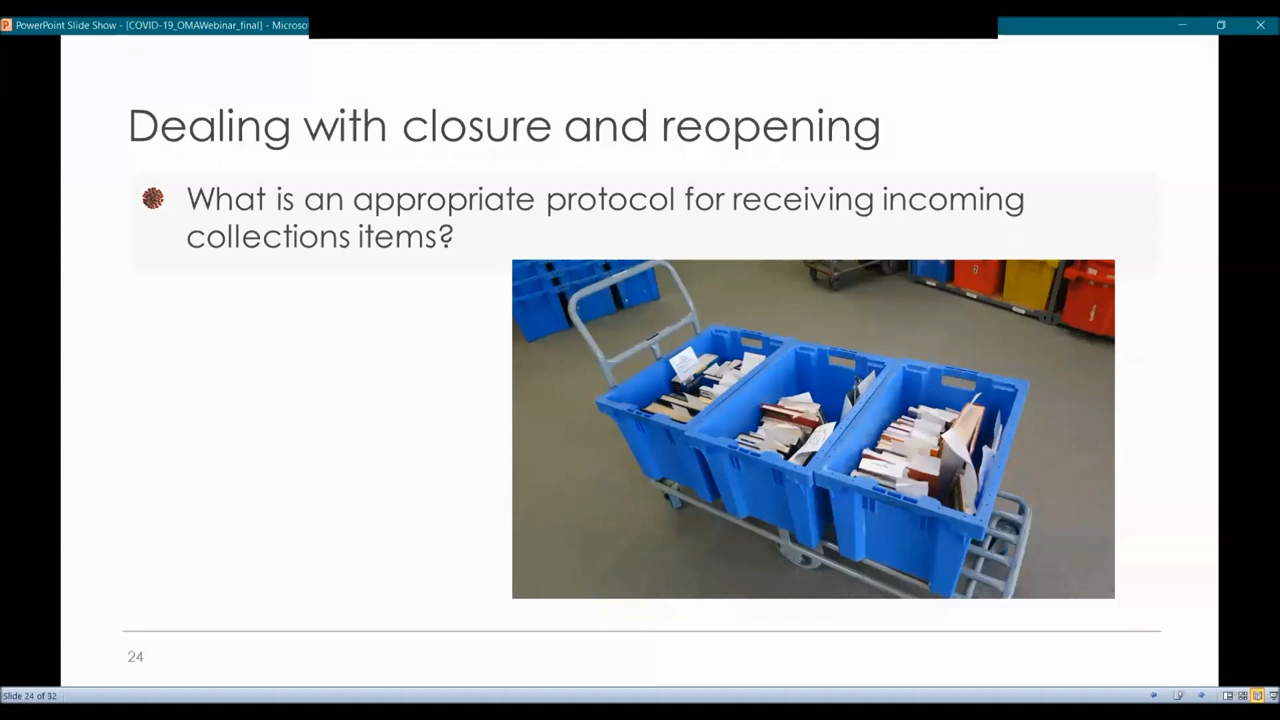 PowerPoint Slide Show - [COVID-19_OMAWebinar_final] - Microso
Dealing with closure and reopening
What is an appropriate protocol for receiving incoming
collections items?
24
Slide 24 of 32